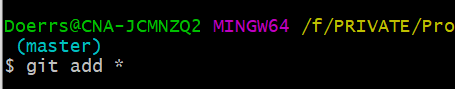 Doerrs@CNA-JCMNZQ2 MINGW64 /f/PRIVATE/Pro
(master)
$ git add *